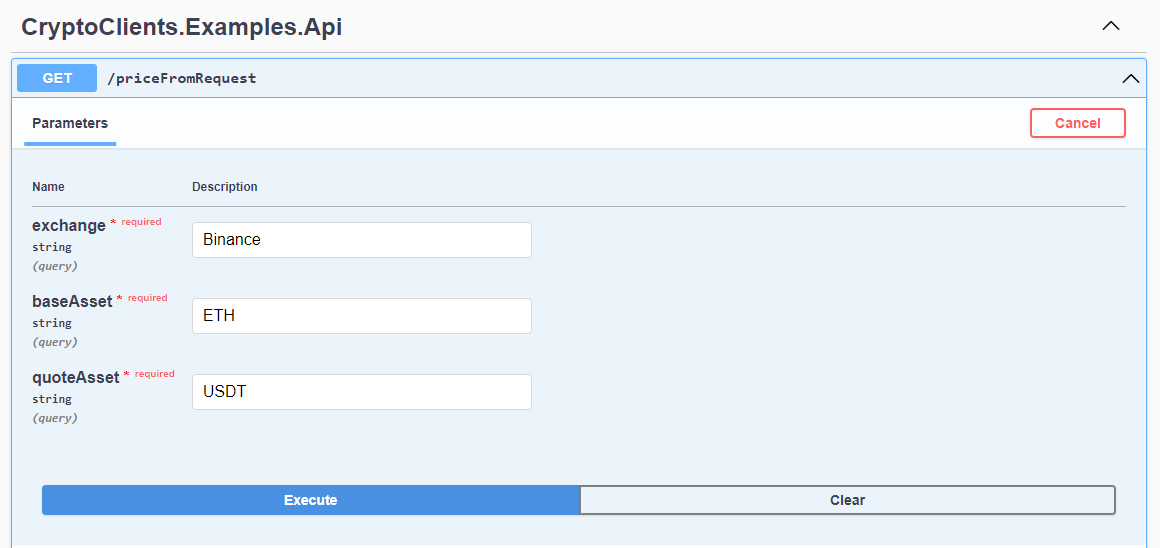 CryptoClients.Examples.Api
GET /priceFromRequest
Parameters Cancel
Name Description
exchange * required
string
(query)
Binance
baseAsset * required
string
(query)
ETH
quoteAsset * required
string
(query)
USDT
Execute Clear